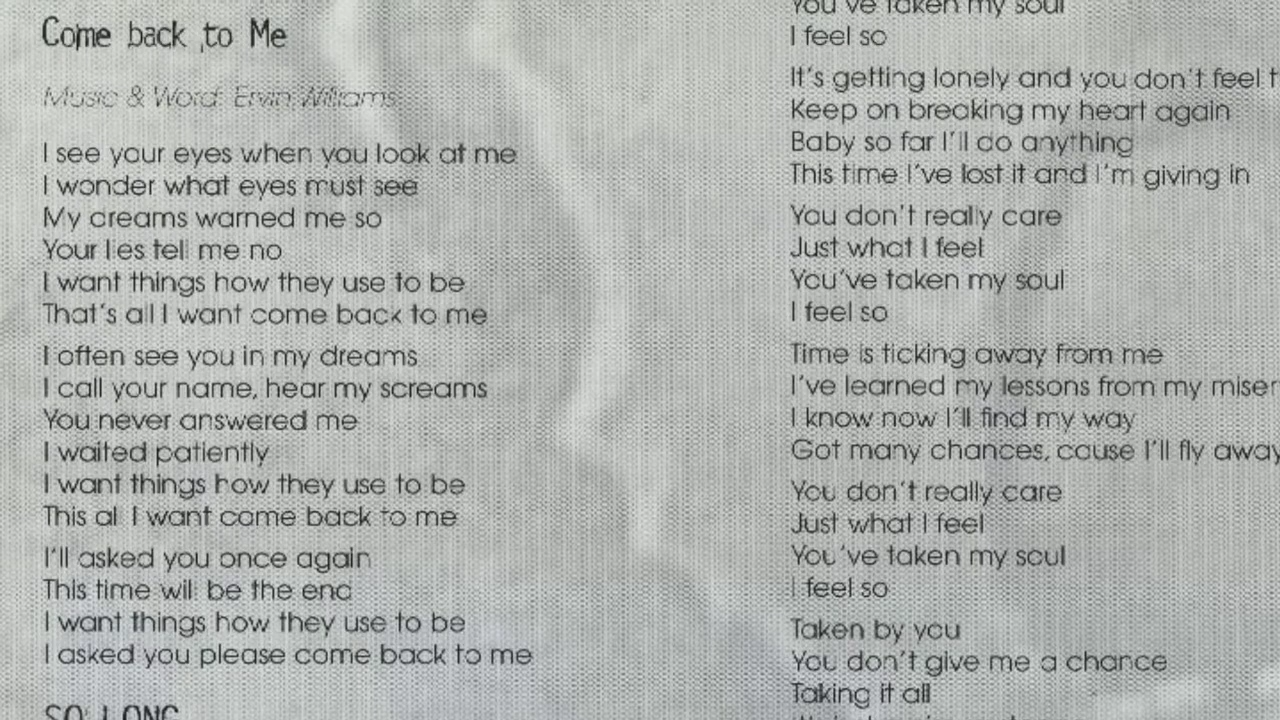 Come back to Me
Music & Word: Ervin Williams
I see your eyes when you look at me
I wonder what eyes must see
My dreams warned me so
Your lies tell me no
I want things how they use to be
That's all I want come back to me
I often see you in my dreams
I call your name, hear my screams
You never answered me
I waited patiently
I want things how they use to be
This all I want come back to me
I'll asked you once again
This time will be the end
I want things how they use to be
I asked you please come back to me
SO LONG
You've taken my soul
I feel so
It's getting lonely and you don't feel
Keep on breaking my heart again
Baby so far I'll do anything
This time I've lost it and I'm giving in
You don't really care
Just what I feel
You've taken my soul
I feel so
Time is ticking away from me
I've learned my lessons from my
I know now I'll find my way
Got many chances, cause I'll fly away
You don't really care
Just what I feel
You've taken my soul
I feel so
Taken by you
You don't give me a chance
Taking it all